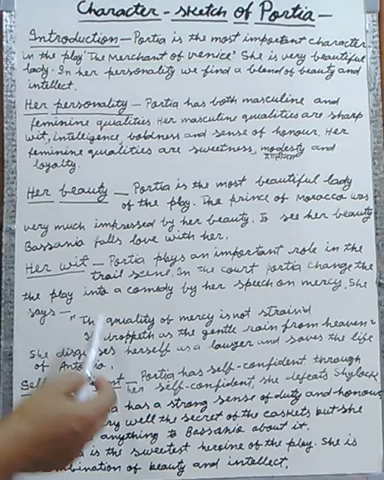 Character - sketch of Portia -
Introduction - Portia is the most important character
in the play "The Merchant of Venice" She is very beautiful
lady. In her personality we find a blend of beauty and
intellect.
Her personality - Portia has both masculine and
feminine qualities Her masculine qualities are sharp
wit, intelligence, boldness and sense of honour. Her
feminine qualities are sweetness, modesty and
loyalty.
Her beauty - Portia is the most beautiful lady
of the play. The prince of Moracco was
very much impressed by her beauty. To see her beauty
Bassania falls love with her.
Her wit - Portia plays an important role in the
trail scene. In the court portia change the
the play into a comedy by her speech on mercy. She
says - "The quality of mercy is not strain'd
droppeth as the gentle rain from heaven"
She herself as a lawyer and saves the life
of
Portia has self-confident through
her self-confident, she defeats Shylock
has a strong sense of duty and honour
well the secret of the caskets but she
anything to Bassania about it.
is the sweetest heroine of the play. She is
combination of beauty and intellect.